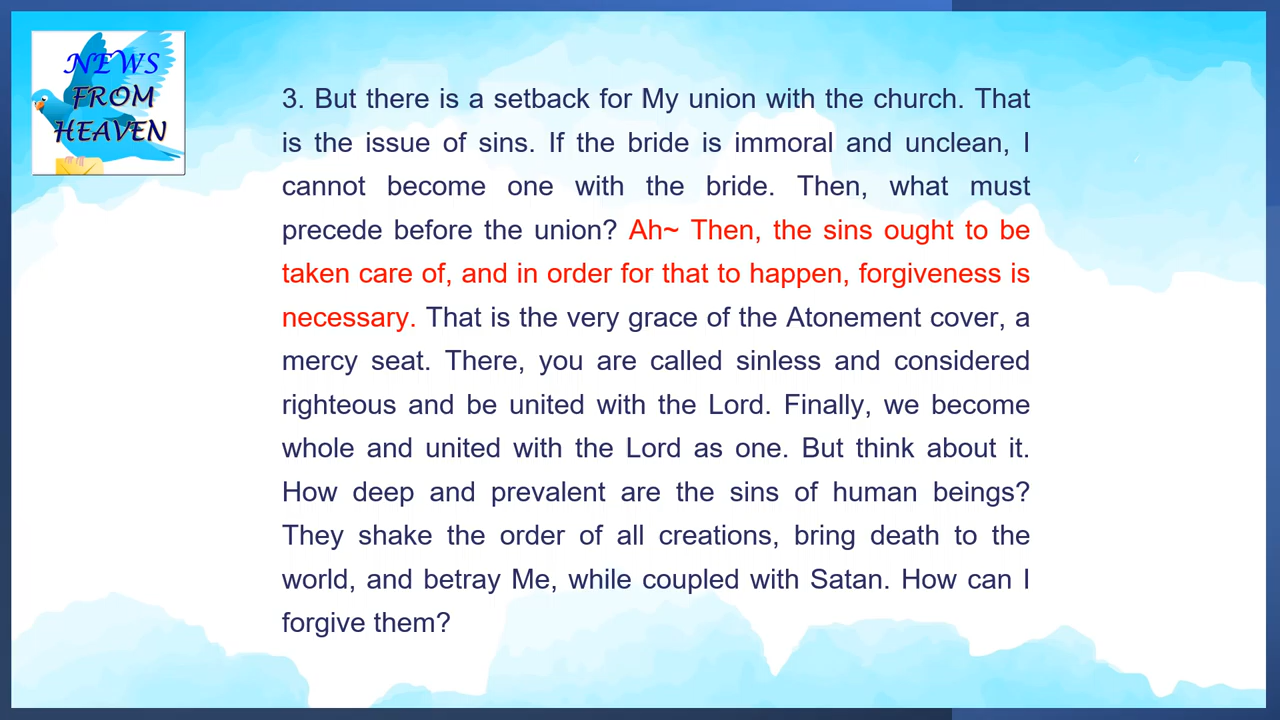 NEWS
FROM
HEAVEN
3. But there is a setback for My union with the church. That
is the issue of sins. If the bride is immoral and unclean, I
cannot become one with the bride. Then, what must
precede before the union? Ah~ Then, the sins ought to be
taken care of, and in order for that to happen, forgiveness is
necessary. That is the very grace of the Atonement cover, a
mercy seat. There, you are called sinless and considered
righteous and be united with the Lord. Finally, we become
whole and united with the Lord as one. But think about it.
How deep and prevalent are the sins of human beings?
They shake the order of all creations, bring death to the
world, and betray Me, while coupled with Satan. How can I
forgive them?